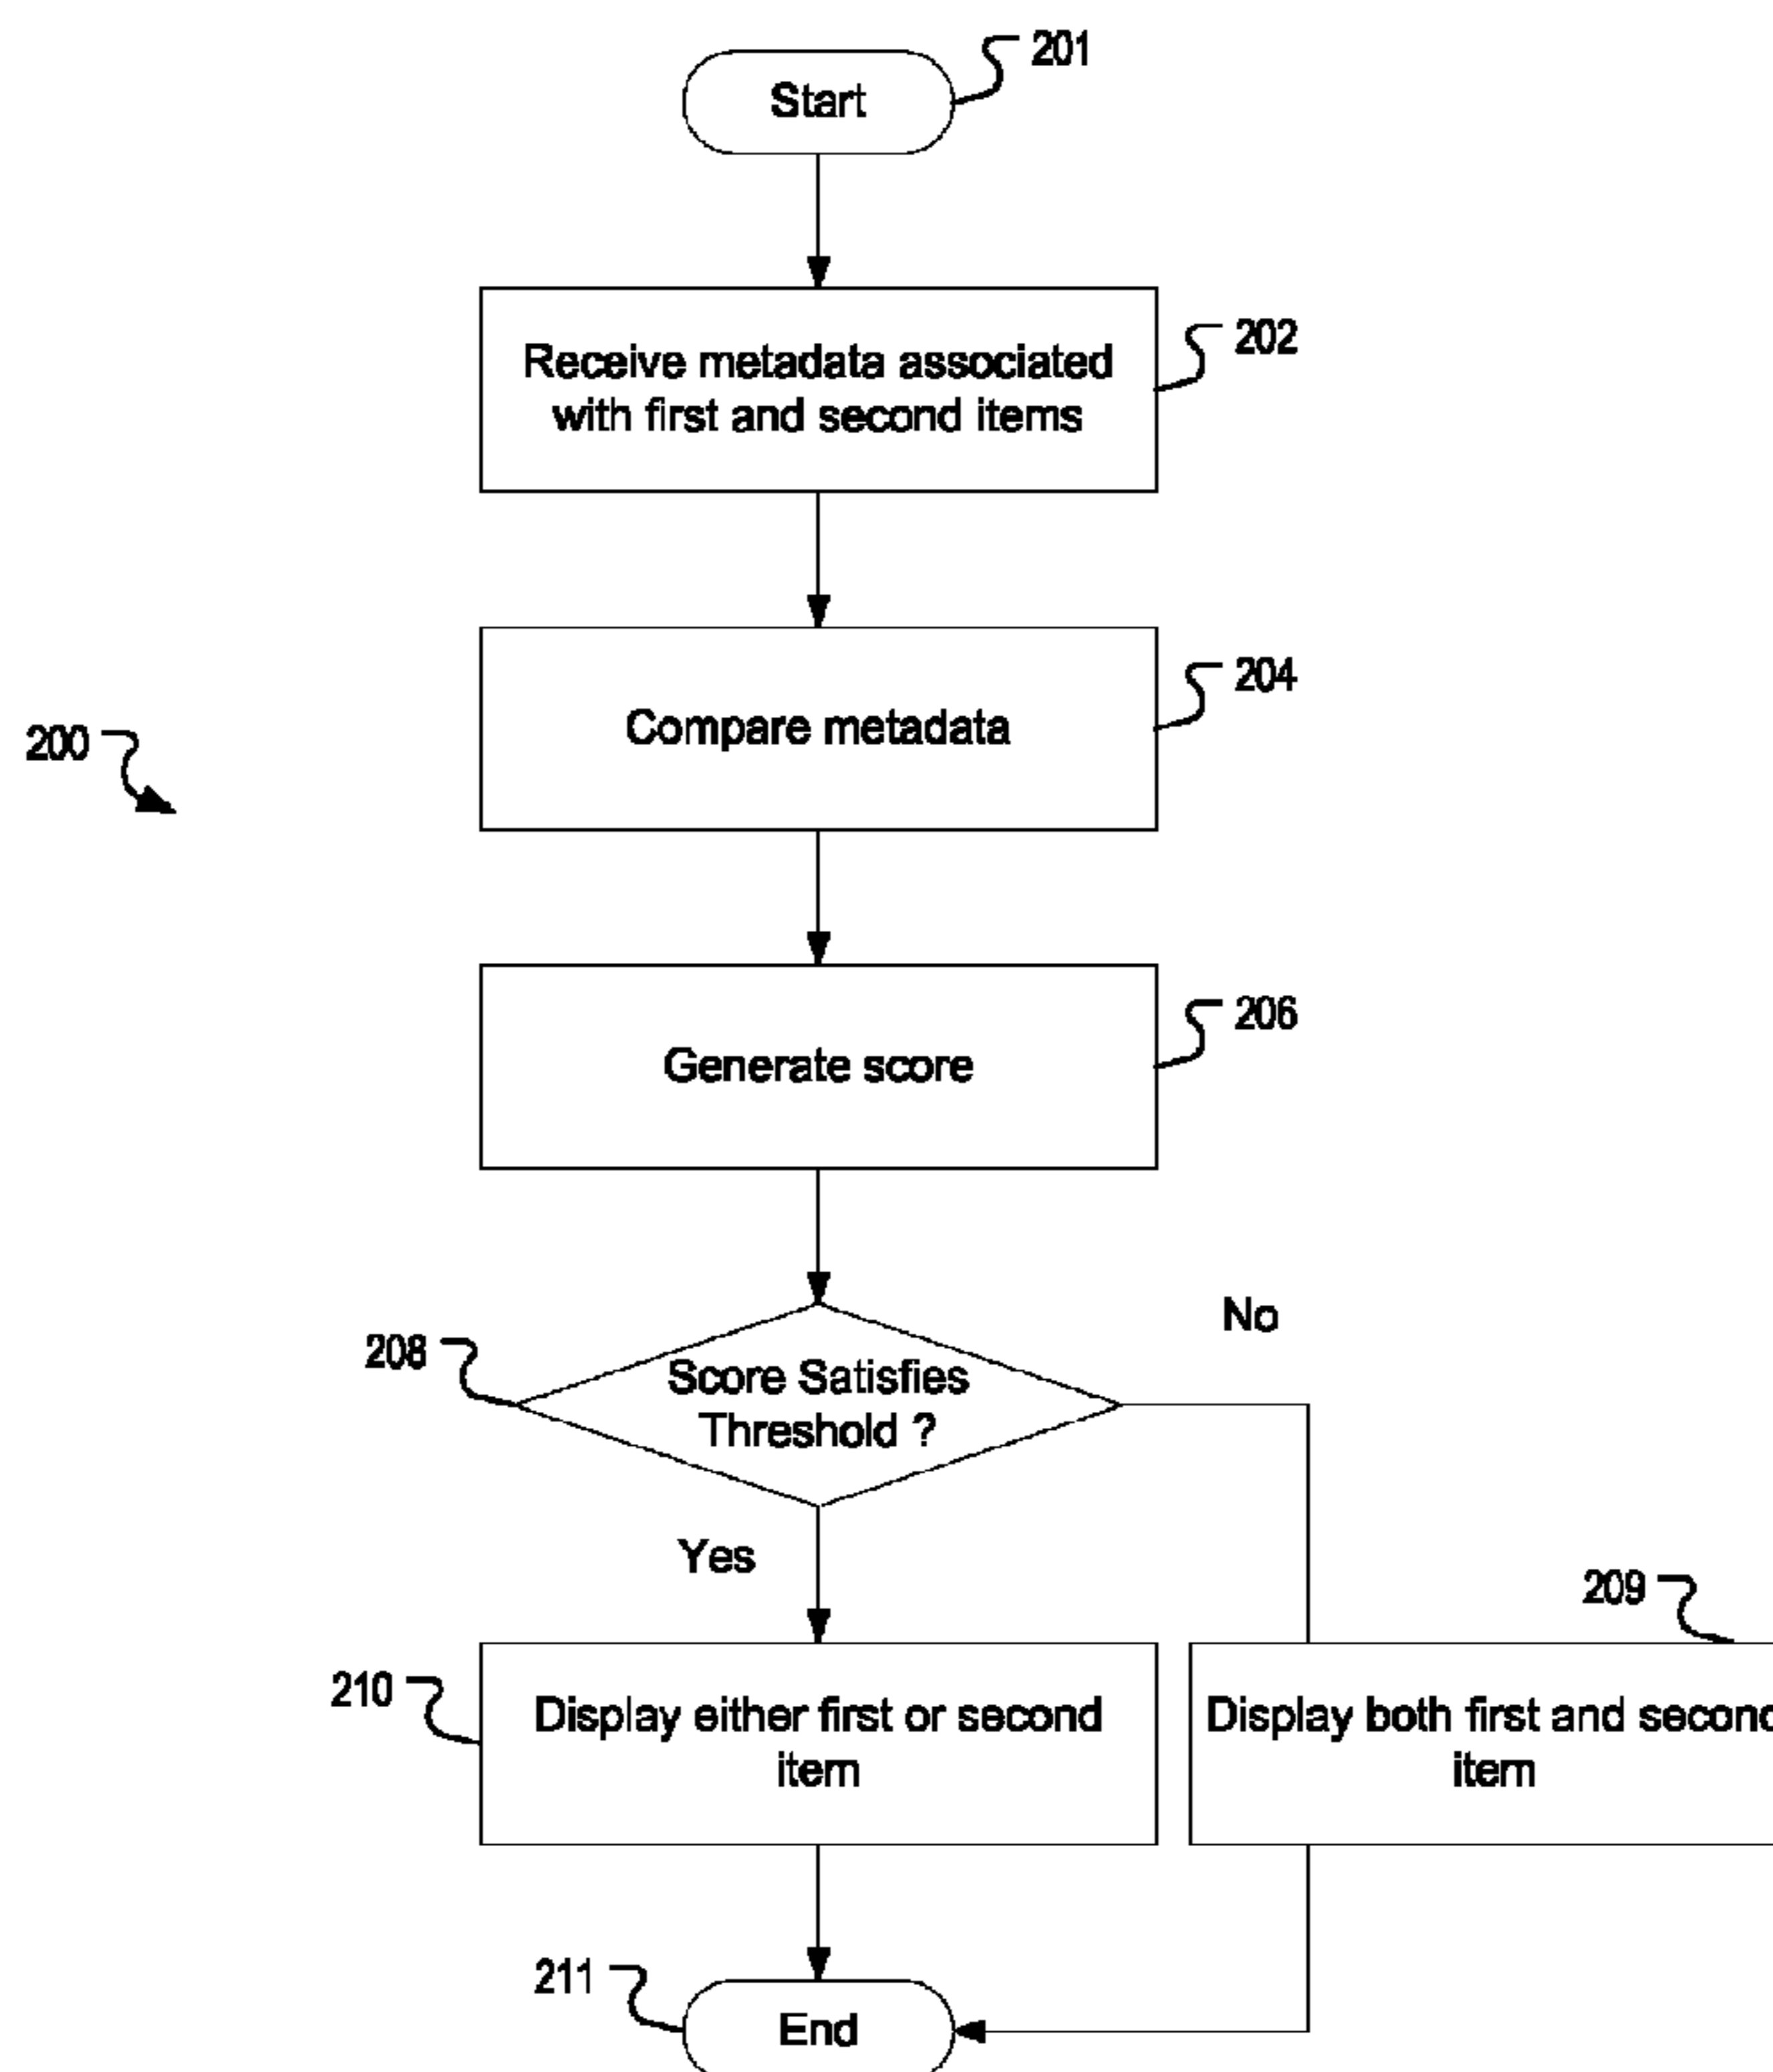 201
Start
202
Receive metadata associated
with first and second items
204
Compare metadata
200
206
Generate score
No
208
Score Satisfies
Threshold ?
Yes
209
210
Display either first or second
item
Display both first and second
item
211
End